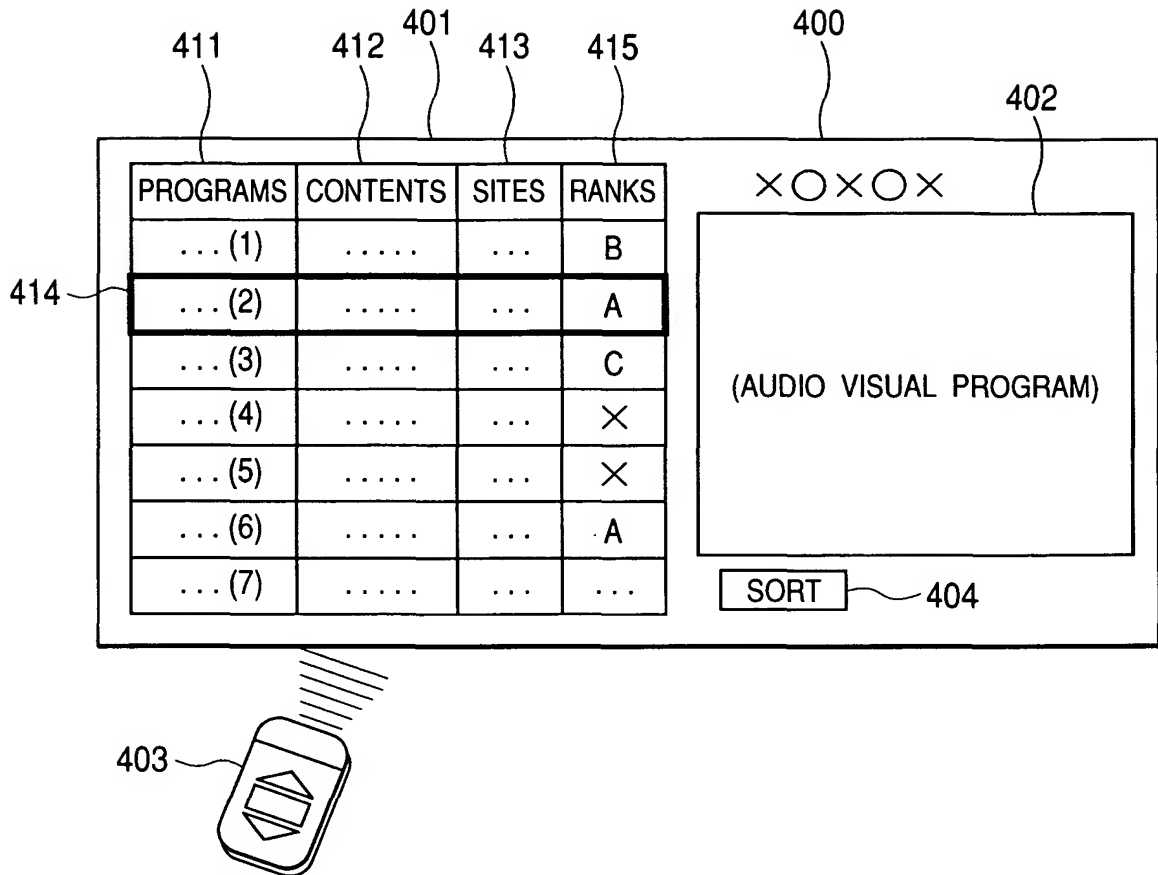 401 400
411 412 413 415
402
PROGRAMS CONTENTS SITES RANKS ×○×○×
... (1) ..... ... B
414 ... (2) ..... ... A
... (3) ..... ... C
(AUDIO VISUAL PROGRAM)
... (4) ..... ... ×
... (5) ..... ... ×
... (6) ..... ... A
... (7) ..... ... ...
SORT 404
403